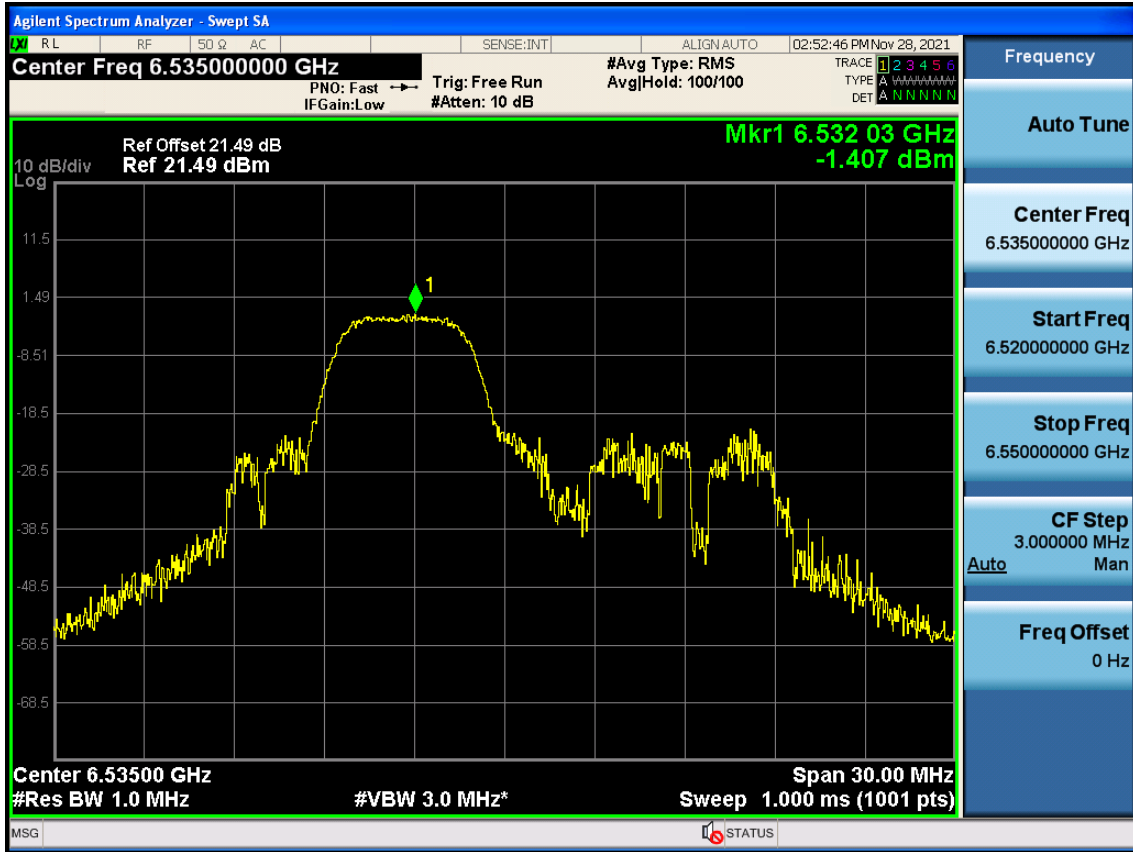 Agilent Spectrum Analyzer - Swept SA
LXI RL RF 50 Ω AC SENSE:INT ALIGN AUTO 02:52:46 PM Nov 28, 2021
Center Freq 6.535000000 GHz
PNO: Fast
IFGain:Low
Trig: Free Run
#Atten: 10 dB
#Avg Type: RMS
Avg|Hold: 100/100
TRACE 1 2 3 4 5 6
TYPE A WWWWW
DET A N N N N N
Mkr1 6.532 03 GHz
-1.407 dBm
Ref Offset 21.49 dB
10 dB/div Ref 21.49 dBm
Log
11.5
1
1.49
-8.51
-18.5
-28.5
-38.5
-48.5
-58.5
-68.5
Center 6.53500 GHz Span 30.00 MHz
#Res BW 1.0 MHz #VBW 3.0 MHz* Sweep 1.000 ms (1001 pts)
MSG STATUS
Frequency
Auto Tune
Center Freq
6.535000000 GHz
Start Freq
6.520000000 GHz
Stop Freq
6.550000000 GHz
CF Step
3.000000 MHz
Auto Man
Freq Offset
0 Hz